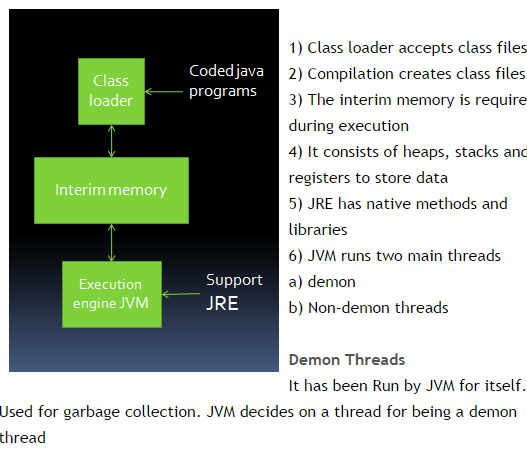 Class
loader
Coded java
programs
Interim memory
Execution
engine JVM
Support
JRE
1) Class loader accepts class files
2) Compilation creates class files
3) The interim memory is require
during execution
4) It consists of heaps, stacks and
registers to store data
5) JRE has native methods and
libraries
6) JVM runs two main threads
a) demon
b) Non-demon threads
Demon Threads
It has been Run by JVM for itself.
Used for garbage collection. JVM decides on a thread for being a demon
thread